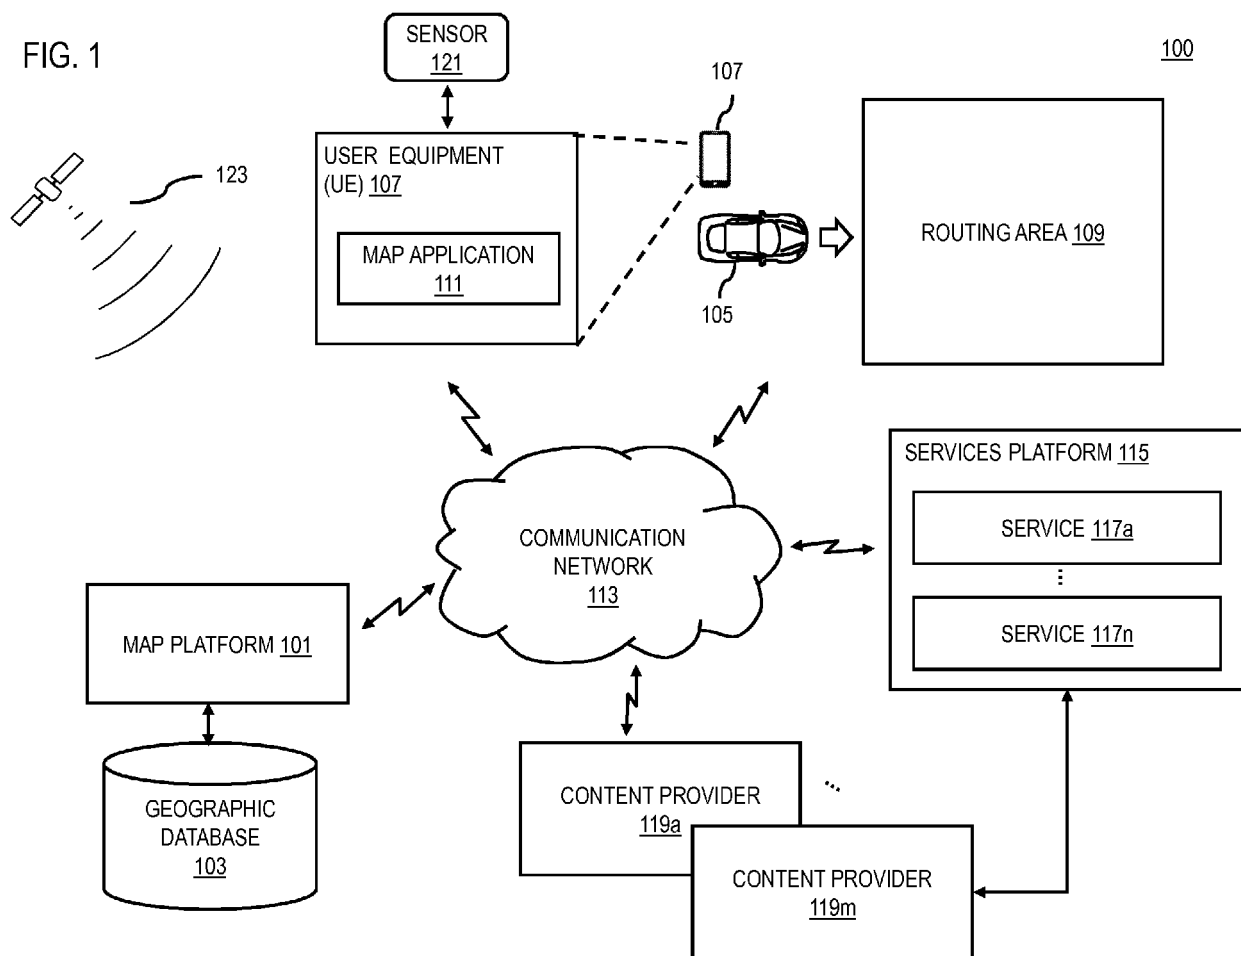 FIG. 1
100
SENSOR
121
107
123
USER EQUIPMENT
(UE) 107
MAP APPLICATION
111
105
ROUTING AREA 109
SERVICES PLATFORM 115
SERVICE 117a
...
SERVICE 117n
COMMUNICATION
NETWORK
113
MAP PLATFORM 101
GEOGRAPHIC
DATABASE
103
CONTENT PROVIDER
119a
...
CONTENT PROVIDER
119m